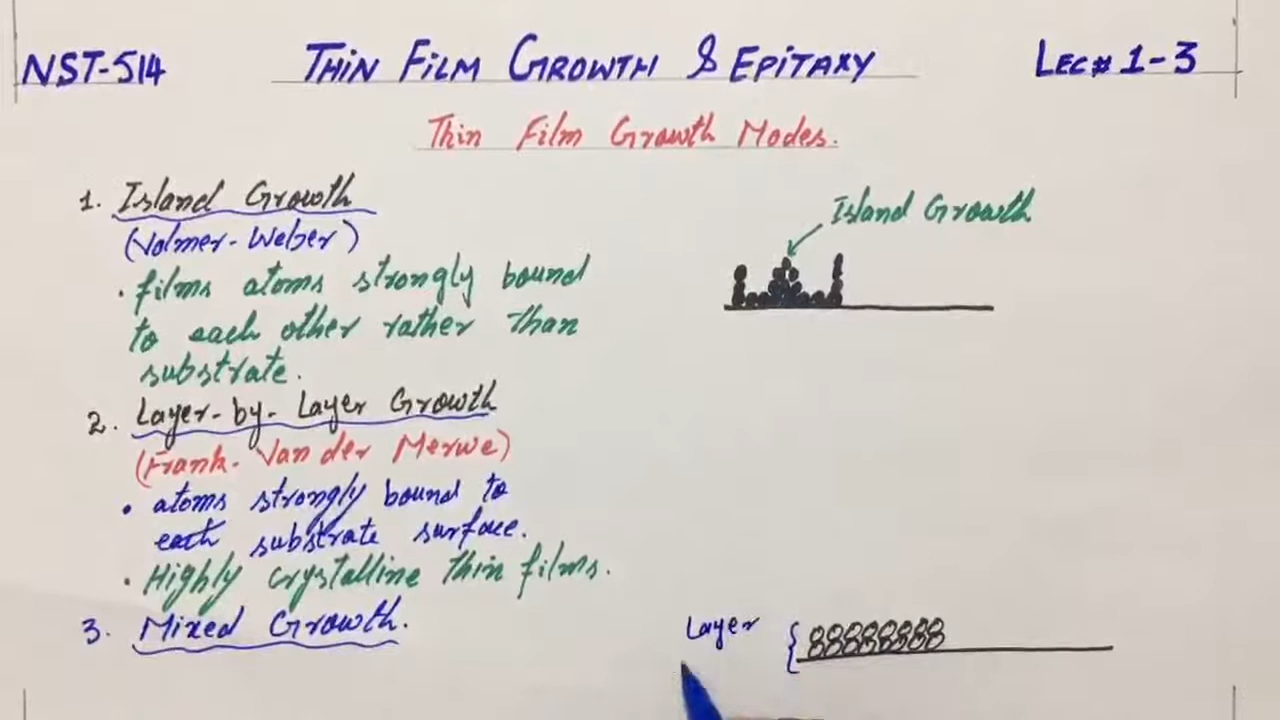 NST-514
THIN FILM GROWTH & EPITAXY
LEC# 1-3
Thin Film Growth Modes.
1. Island Growth
(Volmer-Weber)
• films atoms strongly bound
to each other rather than
substrate.
2. Layer-by-Layer Growth
(Frank-Van der Merwe)
• atoms strongly bound to
each substrate surface.
• Highly crystalline thin films.
3. Mixed Growth.
Island Growth
Layer